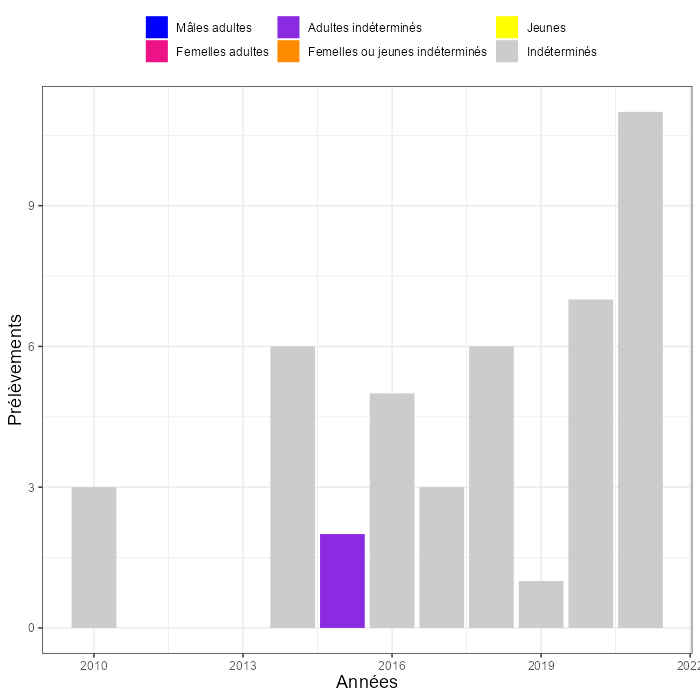 Mâles adultes
Adultes indéterminés
Jeunes
Femelles adultes
Femelles ou jeunes indéterminés
Indéterminés
9
6
3
0
Prélèvements
2010
2013
2016
2019
2022
Années